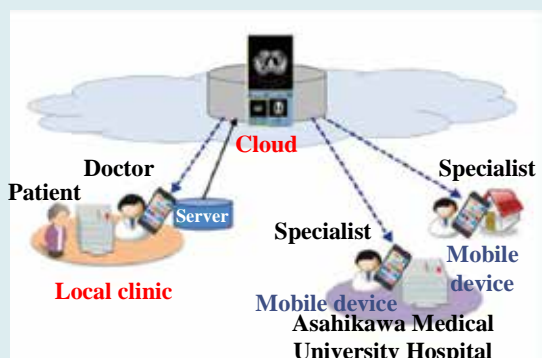 Cloud
Doctor
Patient
Server
Local clinic
Specialist
Mobile
device
Specialist
Mobile device
Asahikawa Medical
University Hospital